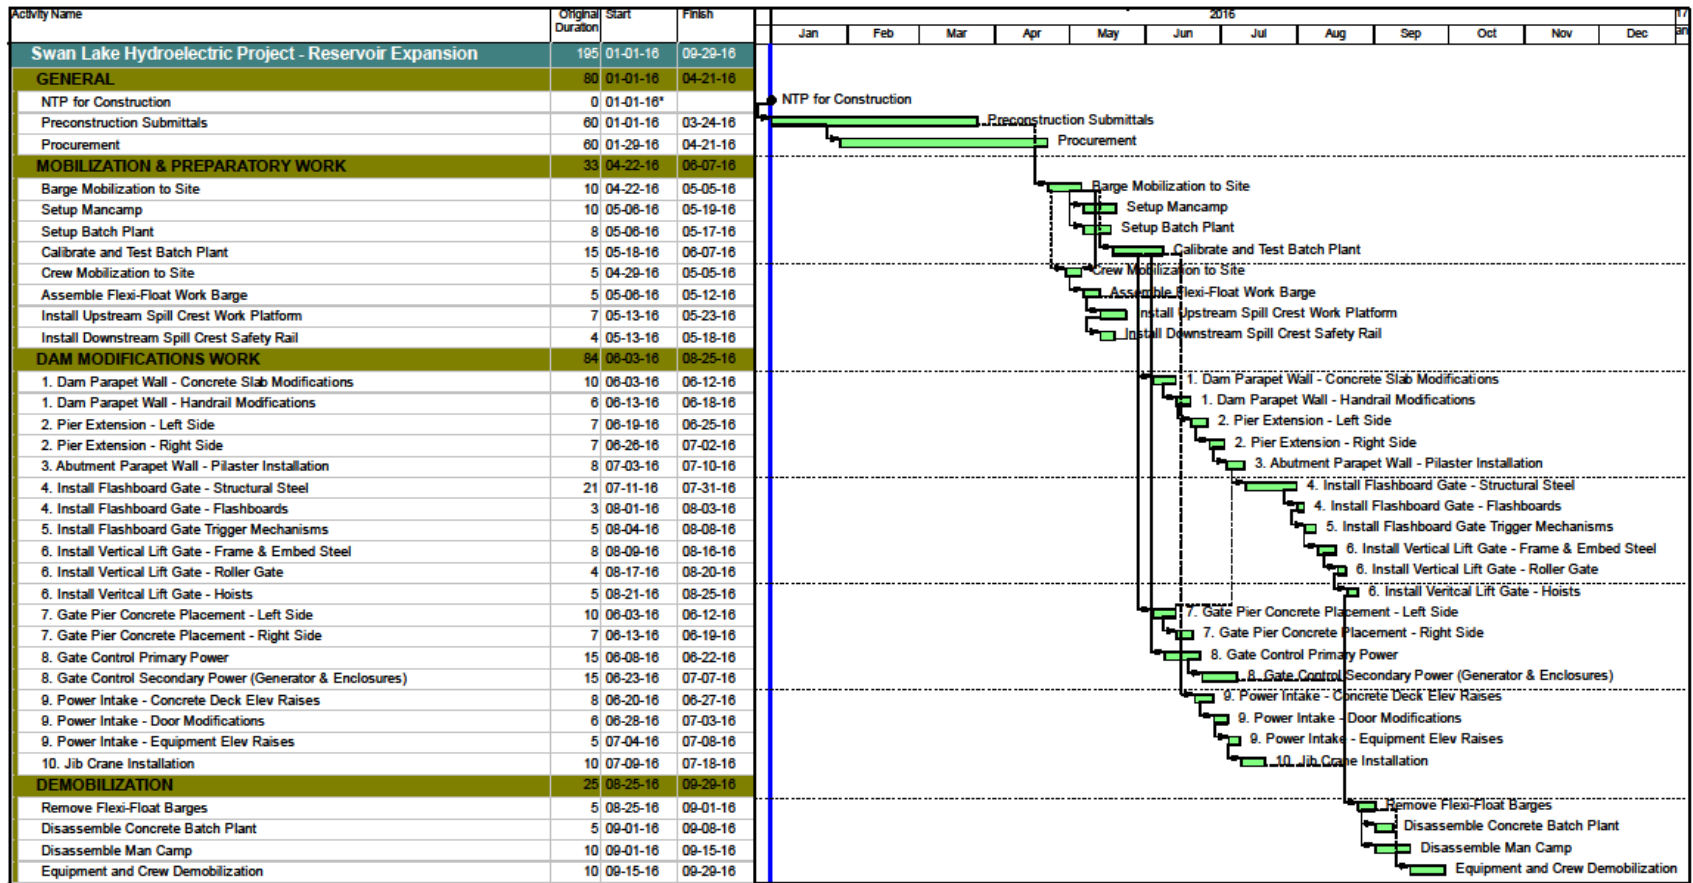 Activity Name Original Duration Start Finish 2016 17
Jan Feb Mar Apr May Jun Jul Aug Sep Oct Nov Dec an
Swan Lake Hydroelectric Project - Reservoir Expansion 195 01-01-16 09-29-16
GENERAL 80 01-01-16 04-21-16
NTP for Construction 0 01-01-16* NTP for Construction
Preconstruction Submittals 60 01-01-16 03-24-16 Preconstruction Submittals
Procurement 60 01-29-16 04-21-16 Procurement
MOBILIZATION & PREPARATORY WORK 33 04-22-16 06-07-16
Barge Mobilization to Site 10 04-22-16 05-05-16 Barge Mobilization to Site
Setup Mancamp 10 05-06-16 05-19-16 Setup Mancamp
Setup Batch Plant 8 05-06-16 05-17-16 Setup Batch Plant
Calibrate and Test Batch Plant 15 05-18-16 06-07-16 Calibrate and Test Batch Plant
Crew Mobilization to Site 5 04-29-16 05-05-16 Crew Mobilization to Site
Assemble Flexi-Float Work Barge 5 05-06-16 05-12-16 Assemble Flexi-Float Work Barge
Install Upstream Spill Crest Work Platform 7 05-13-16 05-23-16 Install Upstream Spill Crest Work Platform
Install Downstream Spill Crest Safety Rail 4 05-13-16 05-18-16 Install Downstream Spill Crest Safety Rail
DAM MODIFICATIONS WORK 84 06-03-16 08-25-16
1. Dam Parapet Wall - Concrete Slab Modifications 10 06-03-16 06-12-16 1. Dam Parapet Wall - Concrete Slab Modifications
1. Dam Parapet Wall - Handrail Modifications 6 06-13-16 06-18-16 1. Dam Parapet Wall - Handrail Modifications
2. Pier Extension - Left Side 7 06-19-16 06-25-16 2. Pier Extension - Left Side
2. Pier Extension - Right Side 7 06-26-16 07-02-16 2. Pier Extension - Right Side
3. Abutment Parapet Wall - Pilaster Installation 8 07-03-16 07-10-16 3. Abutment Parapet Wall - Pilaster Installation
4. Install Flashboard Gate - Structural Steel 21 07-11-16 07-31-16 4. Install Flashboard Gate - Structural Steel
4. Install Flashboard Gate - Flashboards 3 08-01-16 08-03-16 4. Install Flashboard Gate - Flashboards
5. Install Flashboard Gate Trigger Mechanisms 5 08-04-16 08-08-16 5. Install Flashboard Gate Trigger Mechanisms
6. Install Vertical Lift Gate - Frame & Embed Steel 8 08-09-16 08-16-16 6. Install Vertical Lift Gate - Frame & Embed Steel
6. Install Vertical Lift Gate - Roller Gate 4 08-17-16 08-20-16 6. Install Vertical Lift Gate - Roller Gate
6. Install Veritcal Lift Gate - Hoists 5 08-21-16 08-25-16 6. Install Veritcal Lift Gate - Hoists
7. Gate Pier Concrete Placement - Left Side 10 06-03-16 06-12-16 7. Gate Pier Concrete Placement - Left Side
7. Gate Pier Concrete Placement - Right Side 7 06-13-16 06-19-16 7. Gate Pier Concrete Placement - Right Side
8. Gate Control Primary Power 15 06-08-16 06-22-16 8. Gate Control Primary Power
8. Gate Control Secondary Power (Generator & Enclosures) 15 06-23-16 07-07-16 8. Gate Control Secondary Power (Generator & Enclosures)
9. Power Intake - Concrete Deck Elev Raises 8 06-20-16 06-27-16 9. Power Intake - Concrete Deck Elev Raises
9. Power Intake - Door Modifications 6 06-28-16 07-03-16 9. Power Intake - Door Modifications
9. Power Intake - Equipment Elev Raises 5 07-04-16 07-08-16 9. Power Intake - Equipment Elev Raises
10. Jib Crane Installation 10 07-09-16 07-18-16 10. Jib Crane Installation
DEMOBILIZATION 25 08-25-16 09-29-16
Remove Flexi-Float Barges 5 08-25-16 09-01-16 Remove Flexi-Float Barges
Disassemble Concrete Batch Plant 5 09-01-16 09-08-16 Disassemble Concrete Batch Plant
Disassemble Man Camp 10 09-01-16 09-15-16 Disassemble Man Camp
Equipment and Crew Demobilization 10 09-15-16 09-29-16 Equipment and Crew Demobilization